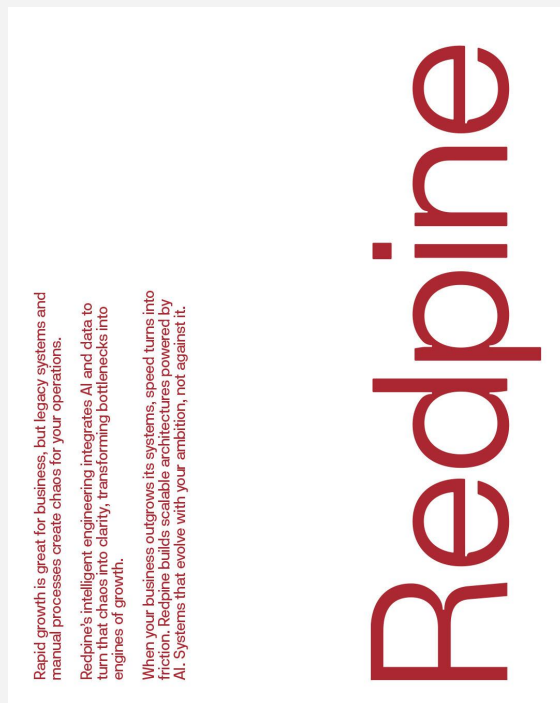 Rapid growth is great for business, but legacy systems and
manual processes create chaos for your operations.
Redpine's intelligent engineering integrates AI and data to
turn that chaos into clarity, transforming bottlenecks into
engines of growth.
When your business outgrows its systems, speed turns into
friction. Redpine builds scalable architectures powered by
AI. Systems that evolve with your ambition, not against it.
Redpine